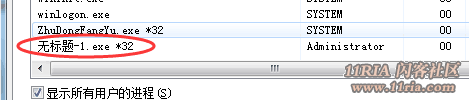 winlogon.exe SYSTEM 00
ZhuDongFangYu.exe *32 SYSTEM 00
无标题-1.exe *32 Administrator 00
显示所有用户的进程(S)
11RIA 闪客社区
www.11ria.com